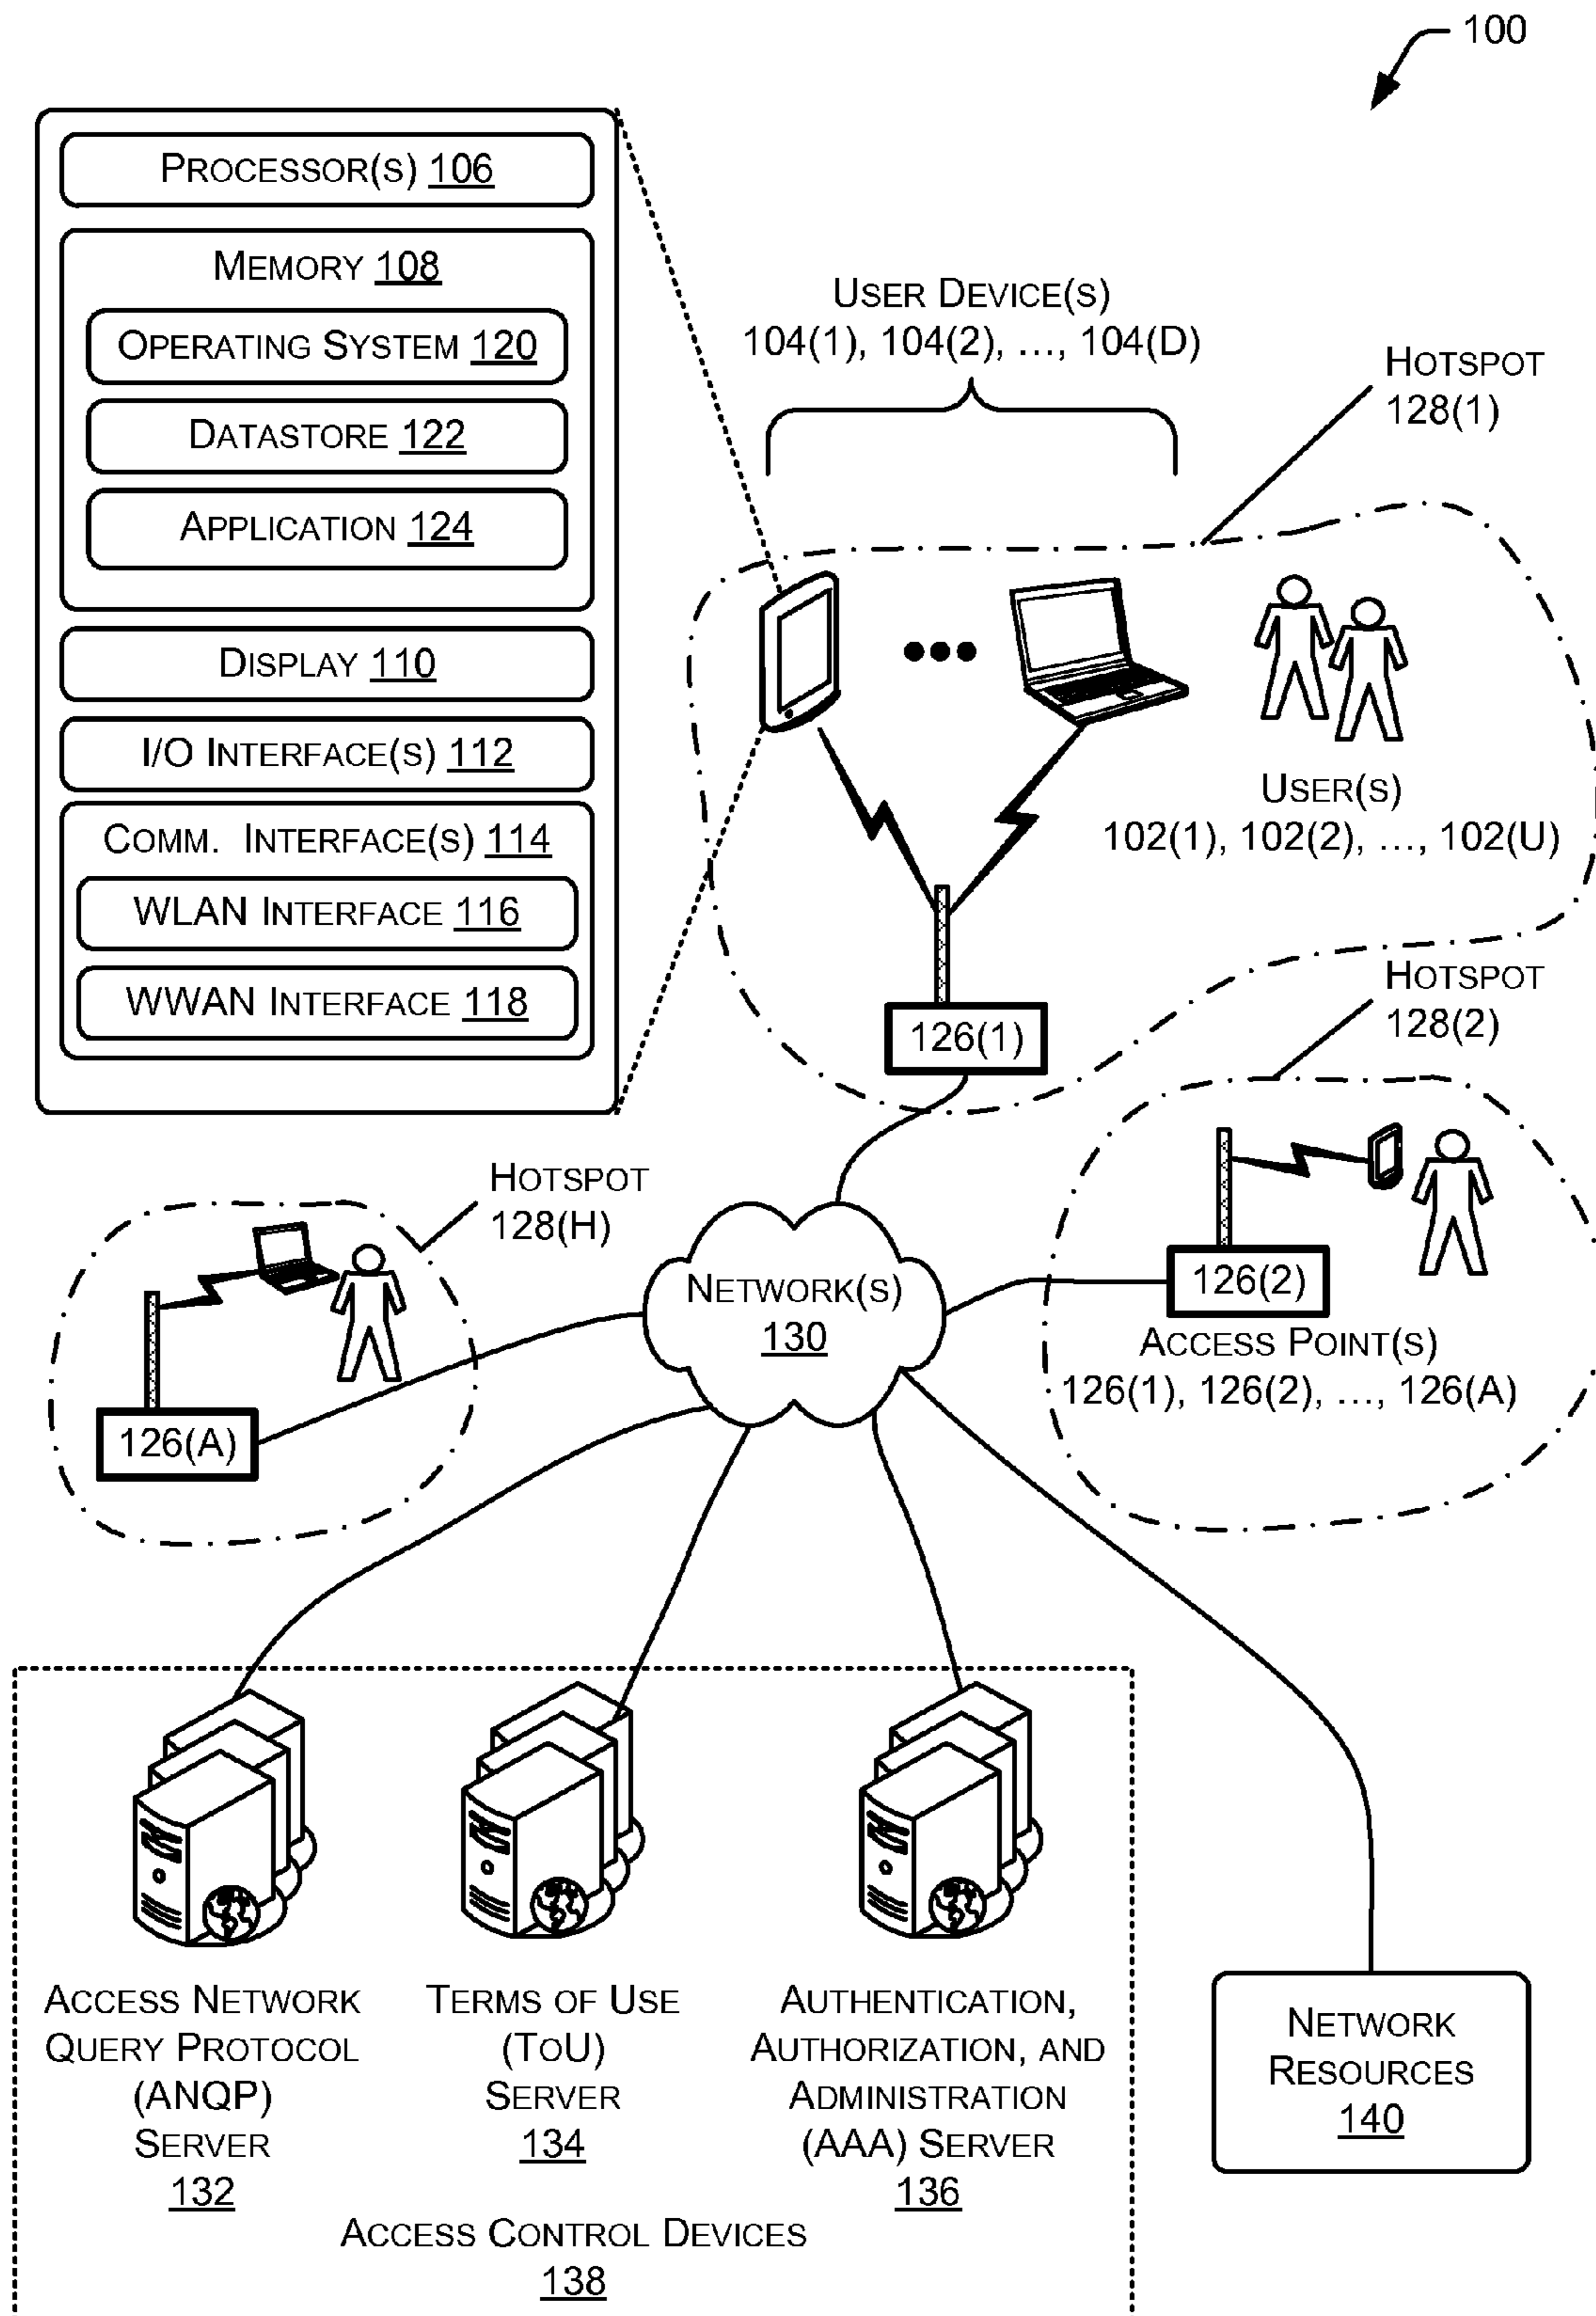 100
PROCESSOR(S) 106
MEMORY 108
OPERATING SYSTEM 120
DATASTORE 122
APPLICATION 124
DISPLAY 110
I/O INTERFACE(S) 112
COMM. INTERFACE(S) 114
WLAN INTERFACE 116
WWAN INTERFACE 118
USER DEVICE(S)
104(1), 104(2), ..., 104(D)
HOTSPOT
128(1)
USER(S)
102(1), 102(2), ..., 102(U)
126(1)
HOTSPOT
128(2)
126(2)
ACCESS POINT(S)
126(1), 126(2), ..., 126(A)
HOTSPOT
128(H)
126(A)
NETWORK(S)
130
ACCESS NETWORK
QUERY PROTOCOL
(ANQP)
SERVER
132
TERMS OF USE
(TOU)
SERVER
134
AUTHENTICATION,
AUTHORIZATION, AND
ADMINISTRATION
(AAA) SERVER
136
ACCESS CONTROL DEVICES
138
NETWORK
RESOURCES
140